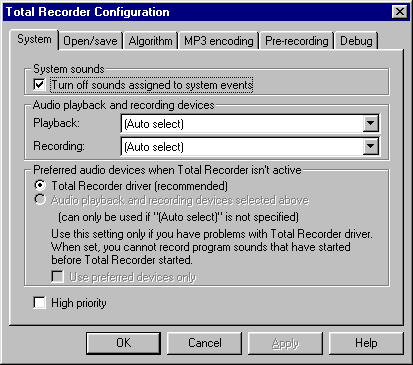 Total Recorder Configuration
System Open/save Algorithm MP3 encoding Pre-recording Debug
System sounds
Turn off sounds assigned to system events
Audio playback and recording devices
Playback: (Auto select)
Recording: (Auto select)
Preferred audio devices when Total Recorder isn't active
Total Recorder driver (recommended)
Audio playback and recording devices selected above
(can only be used if "(Auto select)" is not specified)
Use this setting only if you have problems with Total Recorder driver.
When set, you cannot record program sounds that have started
before Total Recorder started.
Use preferred devices only
High priority
OK Cancel Apply Help